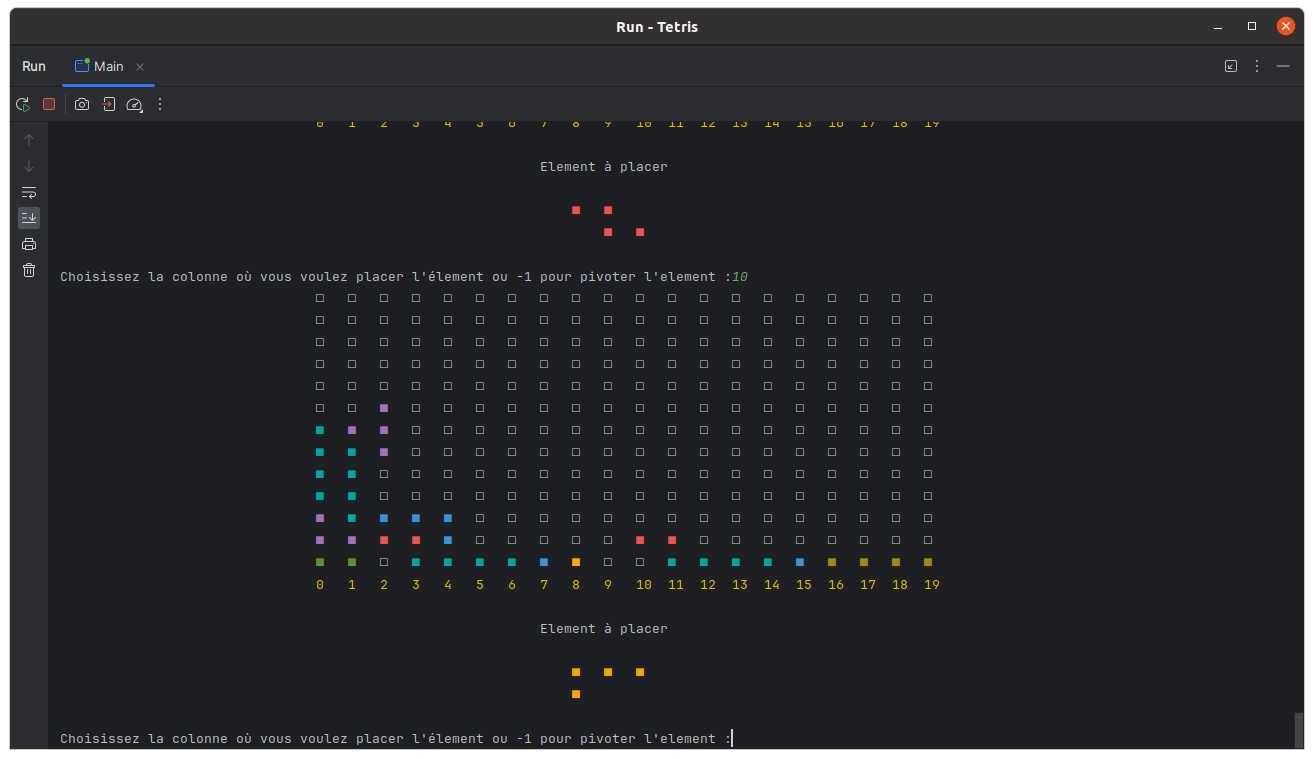 Run - Tetris
Run Main
0 1 2 3 4 5 6 7 8 9 10 11 12 13 14 15 16 17 18 19
Element à placer
Choisissez la colonne où vous voulez placer l'élement ou -1 pour pivoter l'element :10
0 1 2 3 4 5 6 7 8 9 10 11 12 13 14 15 16 17 18 19
Element à placer
Choisissez la colonne où vous voulez placer l'élement ou -1 pour pivoter l'element :